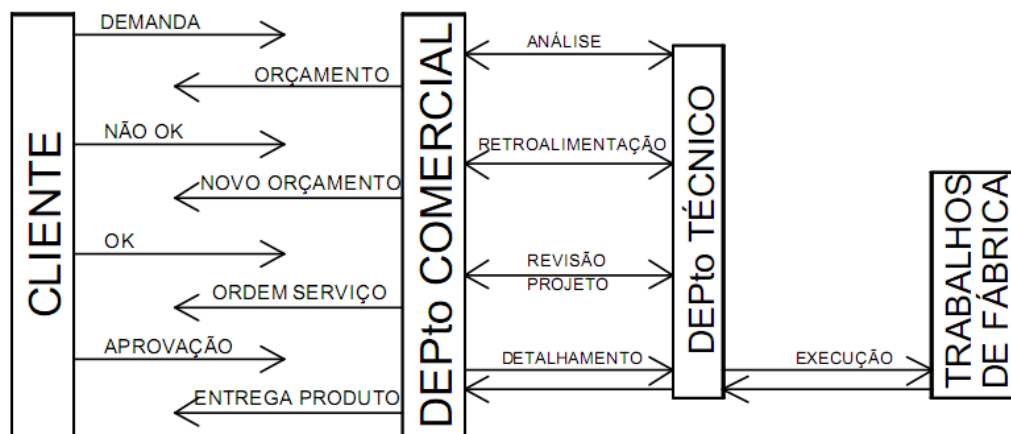 CLIENTE
DEMANDA
ORÇAMENTO
NÃO OK
NOVO ORÇAMENTO
OK
ORDEM SERVIÇO
APROVAÇÃO
ENTREGA PRODUTO
DEPto COMERCIAL
ANÁLISE
RETROALIMENTAÇÃO
REVISÃO
PROJETO
DETALHAMENTO
DEPto TÉCNICO
EXECUÇÃO
TRABALHOS
DE FÁBRICA